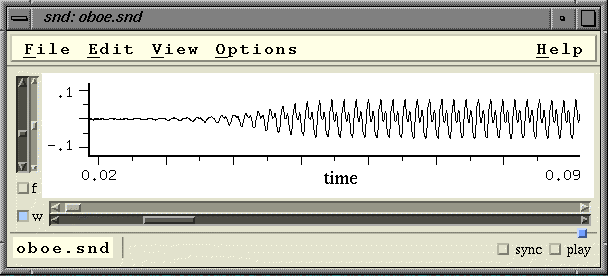 snd: oboe.snd
File Edit View Options Help
.1
-.1
0.02 time 0.09
f
w
oboe.snd sync play